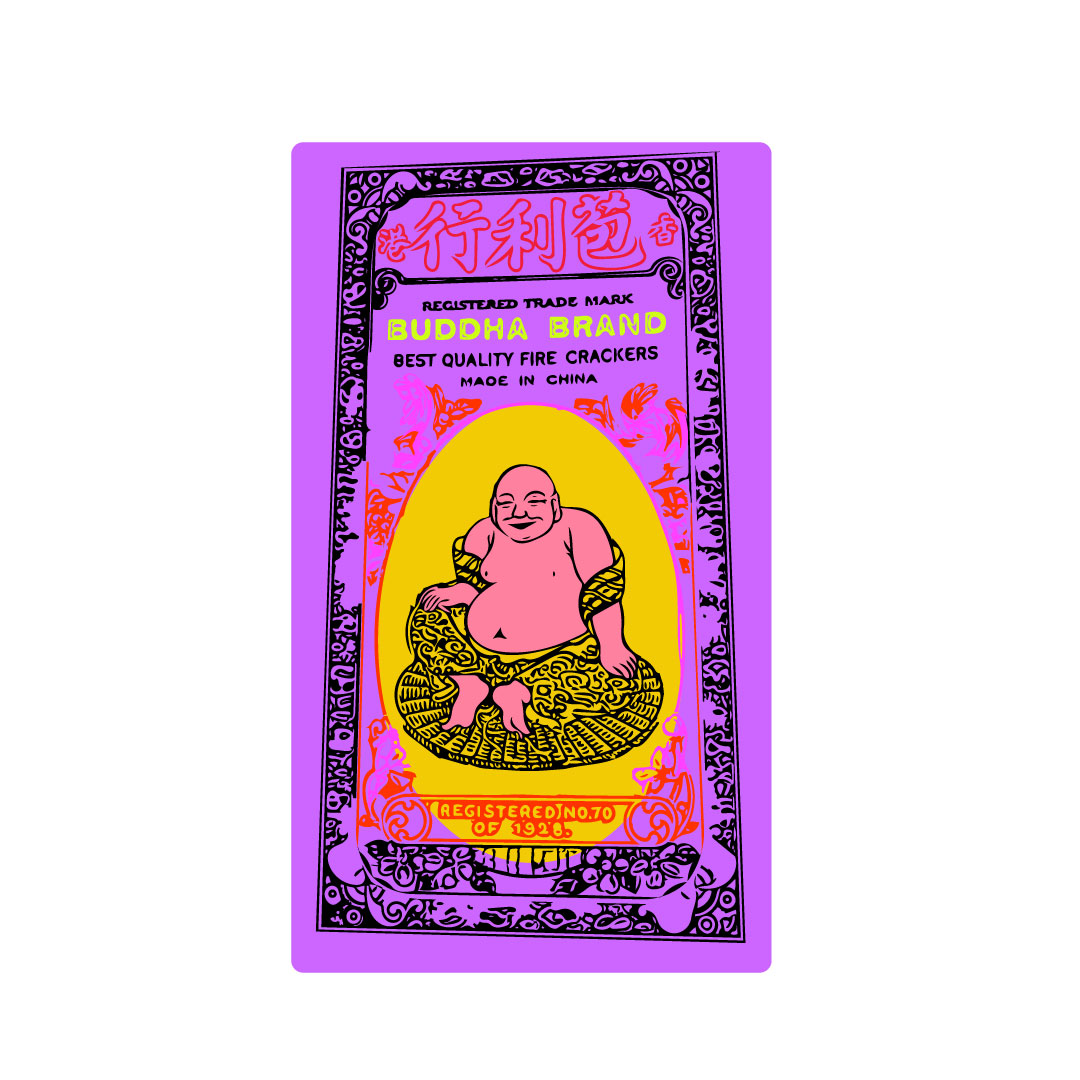 香苞利行港
REGISTERED TRADE MARK
BUDDHA BRAND
BEST QUALITY FIRE CRACKERS
MADE IN CHINA
REGISTERED NO.70
OF 1926.